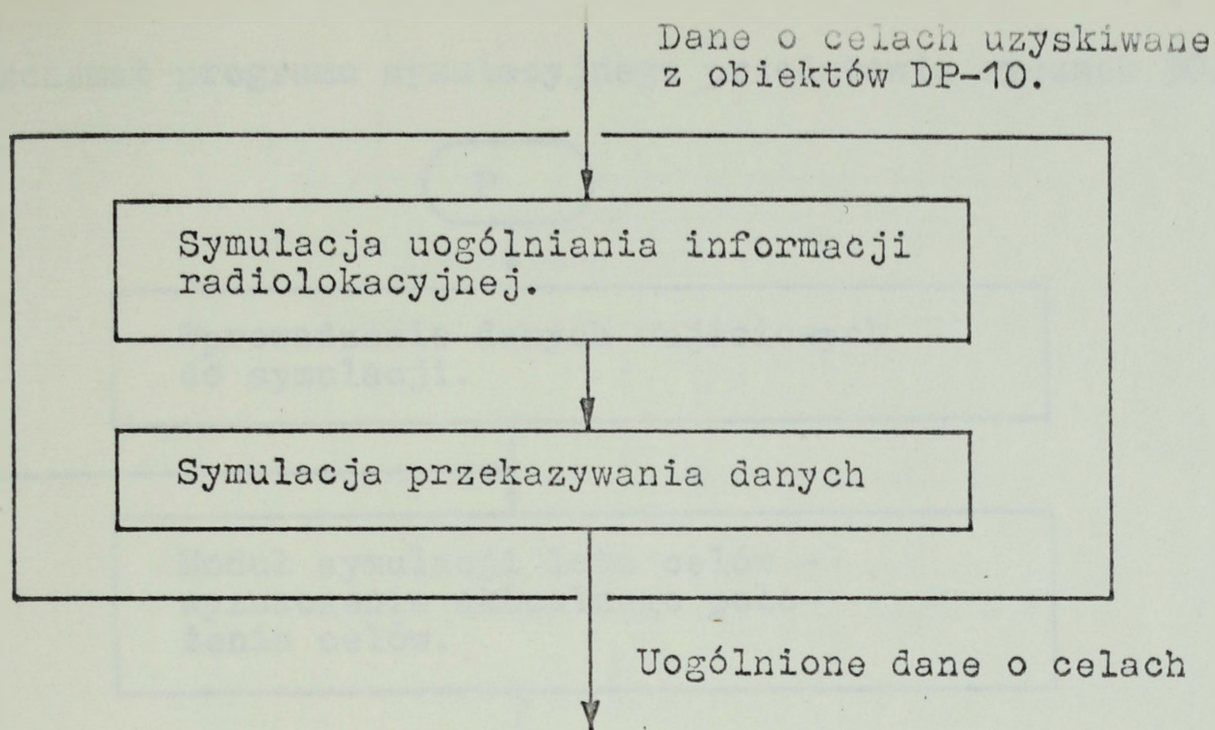 Dane o celach uzyskiwane
z obiektów DP-10.
Symulacja uogólniania informacji
radiolokacyjnej.
Symulacja przekazywania danych
Uogólnione dane o celach